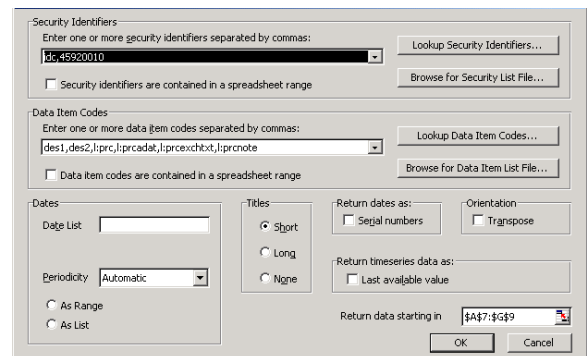 Security Identifiers
Enter one or more security identifiers separated by commas:
idc,45920010
Lookup Security Identifiers...
Security identifiers are contained in a spreadsheet range
Browse for Security List File...
Data Item Codes
Enter one or more data item codes separated by commas:
des1,des2,l:prc,l:prcadat,l:prcexchtxt,l:prcnote
Lookup Data Item Codes...
Data item codes are contained in a spreadsheet range
Browse for Data Item List File...
Dates
Date List
Periodicity Automatic
As Range
As List
Titles
Short
Long
None
Return dates as:
Serial numbers
Orientation
Transpose
Return timeseries data as:
Last available value
Return data starting in $A$7:$G$9
OK Cancel